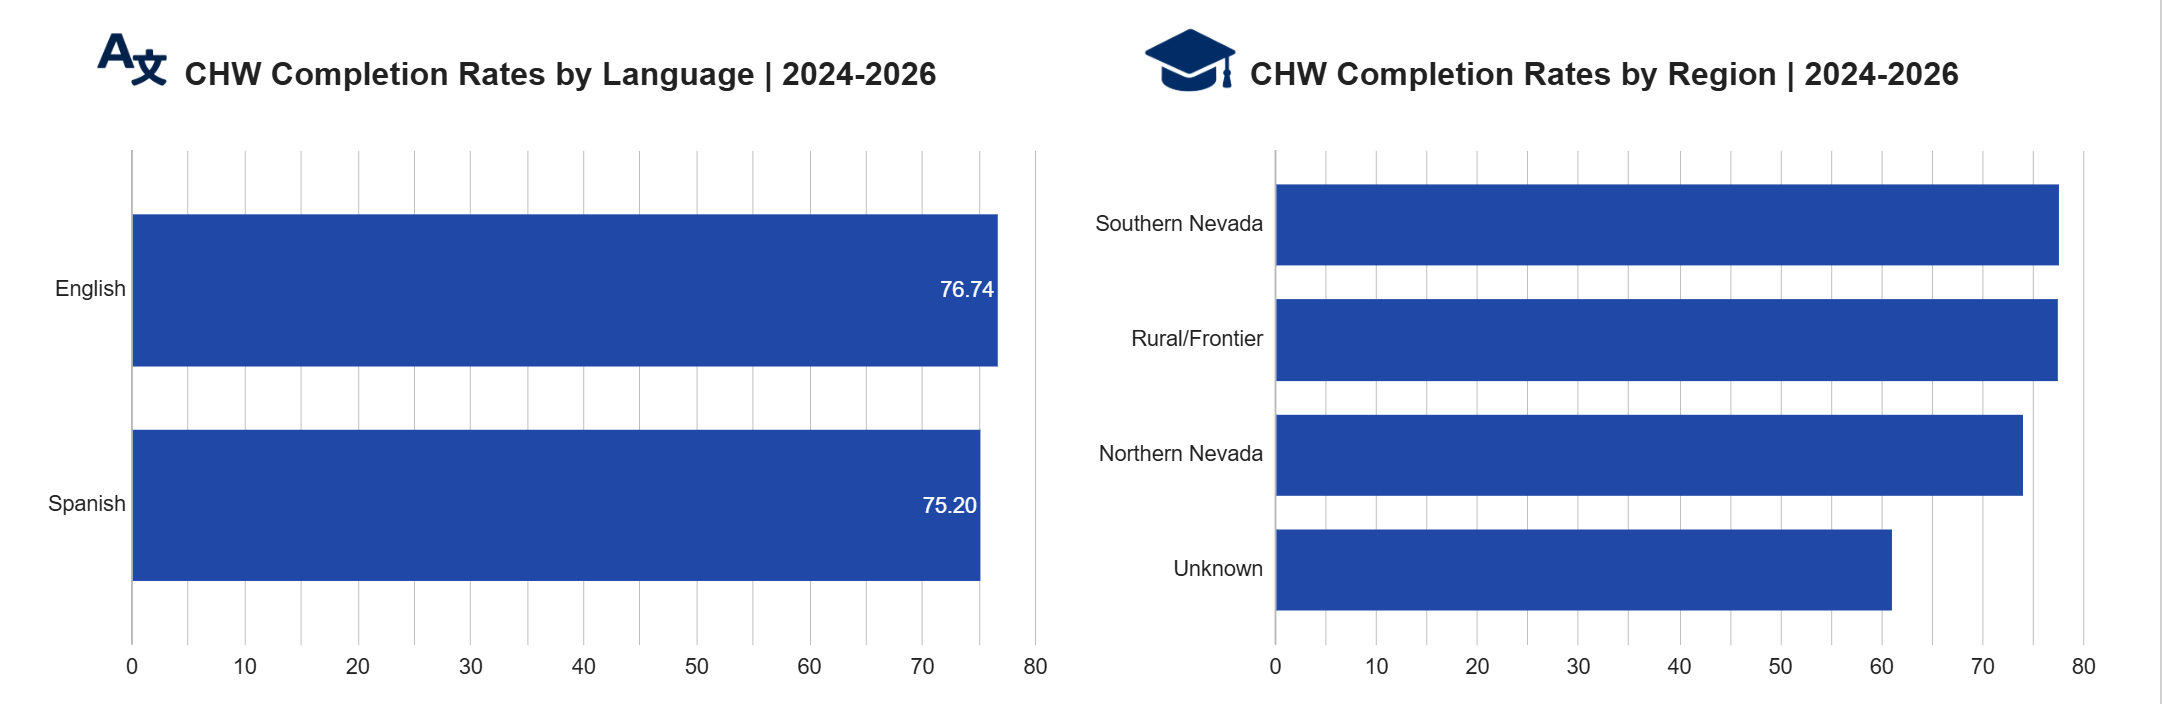 A文 CHW Completion Rates by Language | 2024-2026
English
76.74
Spanish
75.20
0 10 20 30 40 50 60 70 80
CHW Completion Rates by Region | 2024-2026
Southern Nevada
Rural/Frontier
Northern Nevada
Unknown
0 10 20 30 40 50 60 70 80